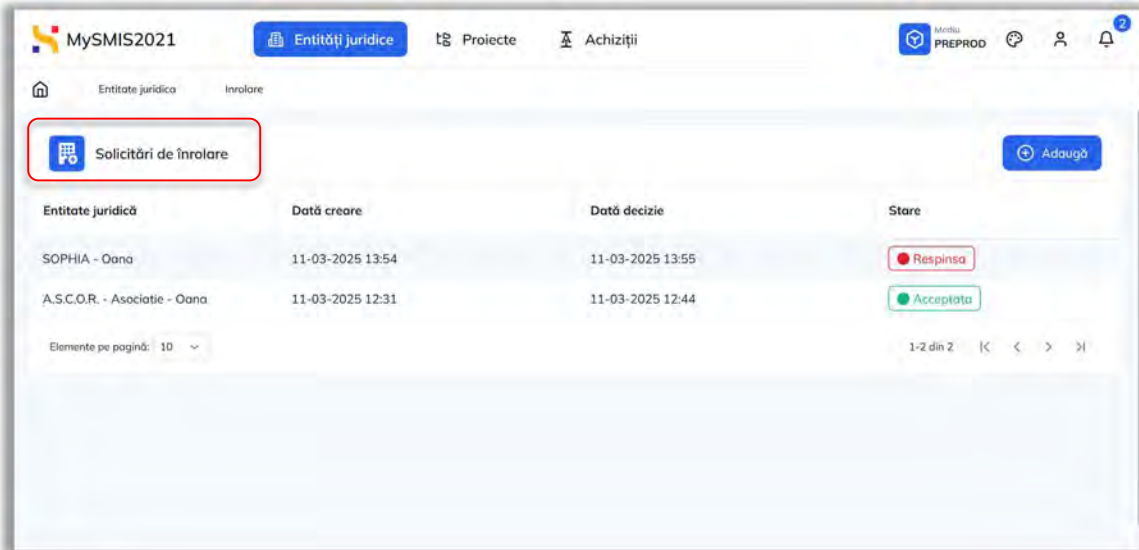 MySMIS2021 Entități juridice Proiecte Achiziții Mediu PREPROD 2
Entitate juridica Inrolare
Solicitări de înrolare Adaugă
Entitate juridică Dată creare Dată decizie Stare
SOPHIA - Oana 11-03-2025 13:54 11-03-2025 13:55 Respinsa
A.S.C.O.R. - Asociatie - Oana 11-03-2025 12:31 11-03-2025 12:44 Acceptata
Elemente pe pagină: 10 1-2 din 2